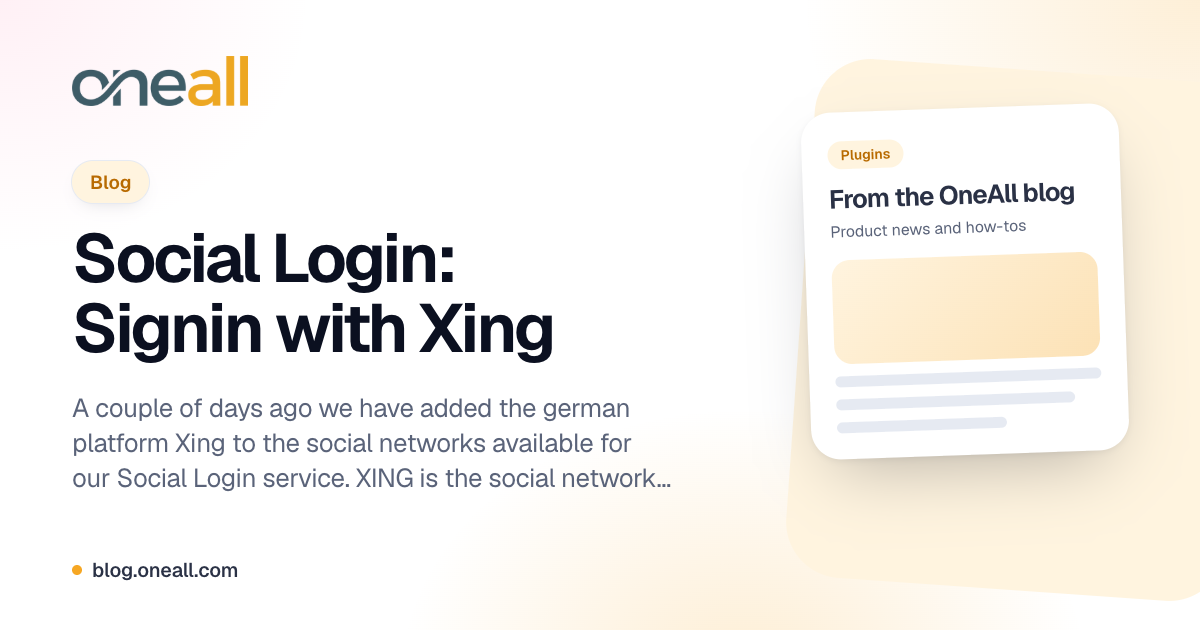 oneall
Blog
Social Login:
Signin with Xing
A couple of days ago we have added the german
platform Xing to the social networks available for
our Social Login service. XING is the social network...
blog.oneall.com
Plugins
From the OneAll blog
Product news and how-tos